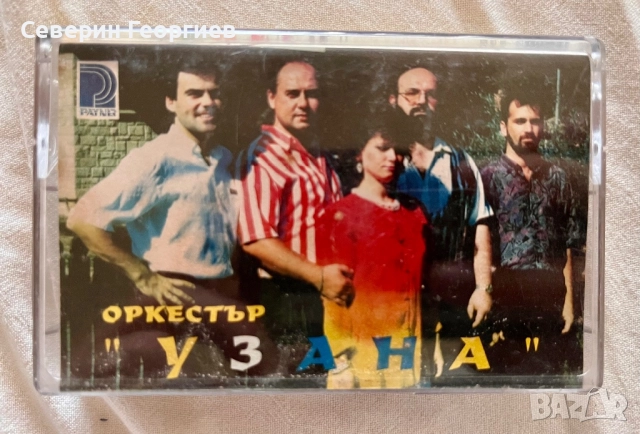 Северин Георгиев
PAYNER
ОРКЕСТЪР
"УЗАНА"
BAZAR